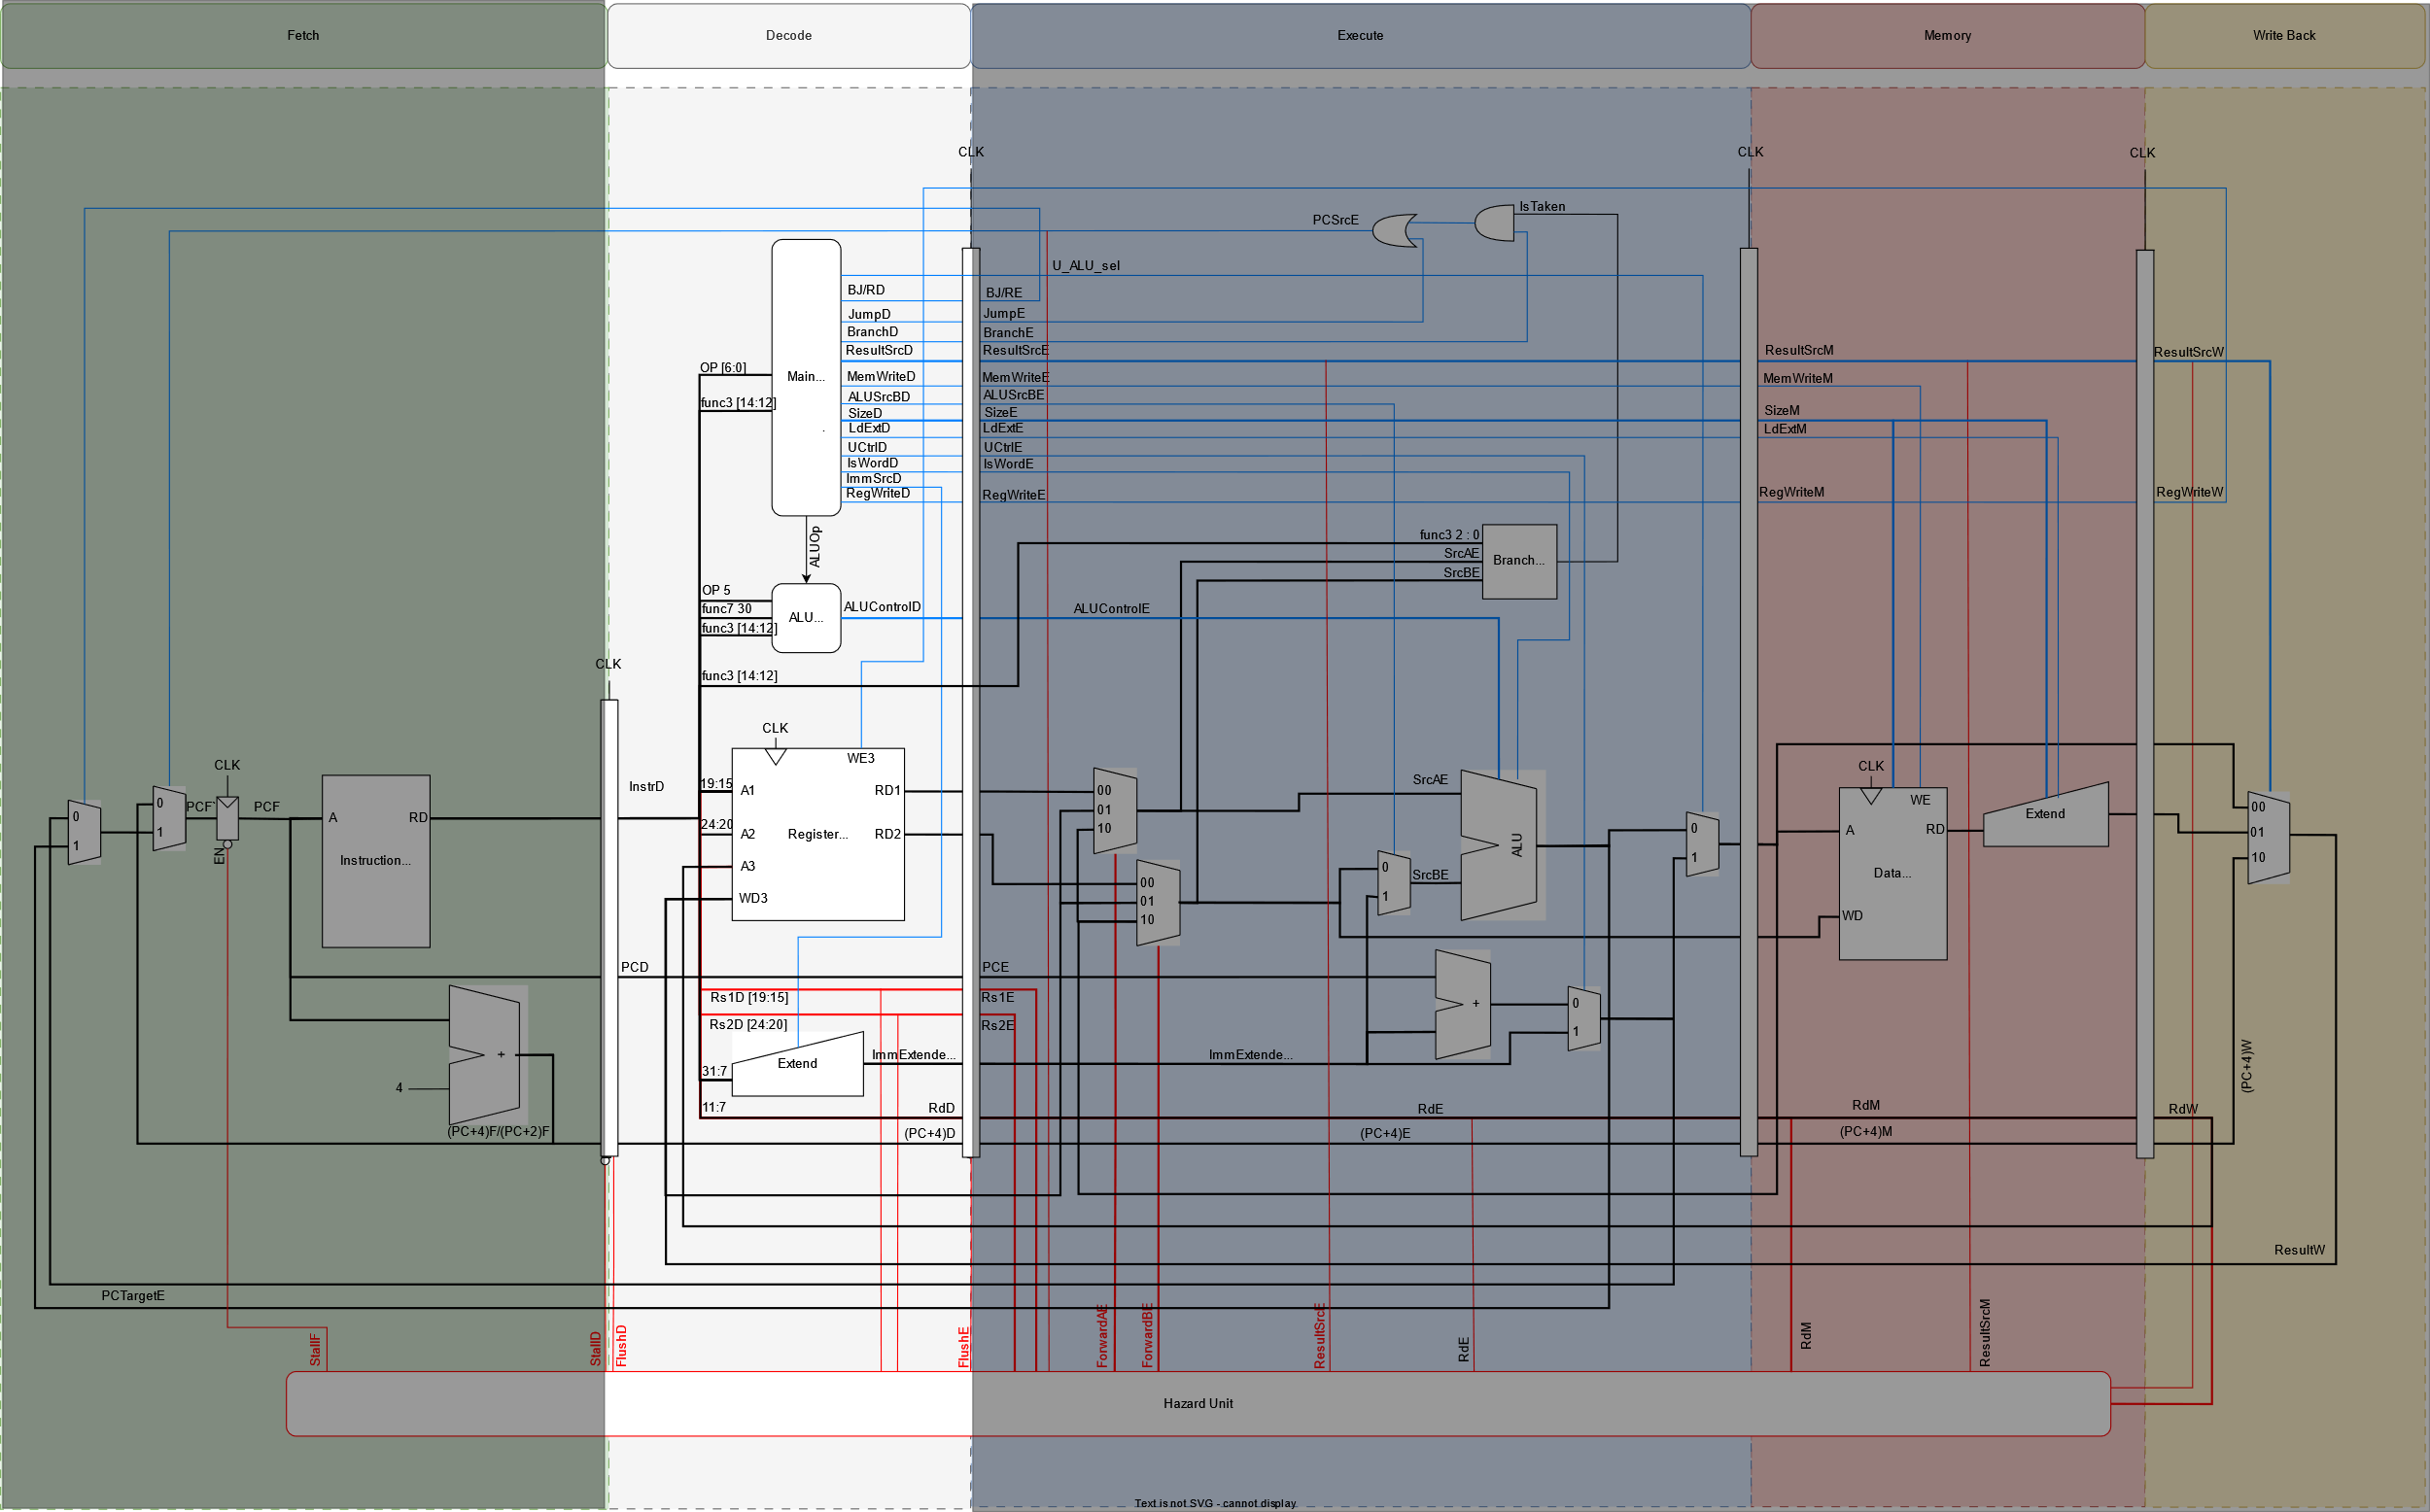 Fetch
Decode
Execute
Memory
Write Back
CLK
CLK
CLK
IsTaken
PCSrcE
U_ALU_sel
BJ/RD
BJ/RE
JumpD
JumpE
BranchD
BranchE
ResultSrcD
ResultSrcE
ResultSrcM
ResultSrcW
OP [6:0]
Main...
MemWriteD
MemWriteE
MemWriteM
ALUSrcBD
ALUSrcBE
func3 [14:12]
SizeD
SizeE
SizeM
.
LdExtD
LdExtE
LdExtM
UCtrlD
UCtrlE
IsWordD
IsWordE
ImmSrcD
RegWriteD
RegWriteE
RegWriteM
RegWriteW
ALUOp
func3 2 : 0
SrcAE
SrcBE
Branch...
OP 5
func7 30
func3 [14:12]
ALU...
ALUControlD
ALUControlE
CLK
func3 [14:12]
CLK
WE3
CLK
CLK
InstrD
19:15
A1
RD1
00
01
10
SrcAE
0
1
PCF'
PCF
EN
A
RD
Instruction...
24:20
A2
Register...
RD2
A3
WD3
00
01
10
0
1
SrcBE
ALU
0
1
WE
A
RD
Data...
WD
Extend
00
01
10
0
1
PCD
PCE
Rs1D [19:15]
Rs1E
Rs2D [24:20]
Rs2E
+
0
1
+
4
Extend
ImmExtende...
ImmExtende...
31:7
11:7
RdD
RdE
RdM
RdW
(PC+4)W
(PC+4)F/(PC+2)F
(PC+4)D
(PC+4)E
(PC+4)M
ResultW
PCTargetE
StallF
StallD
FlushD
FlushE
ForwardAE
ForwardBE
ResultSrcE
RdE
RdM
ResultSrcM
Hazard Unit
Text is not SVG - cannot display